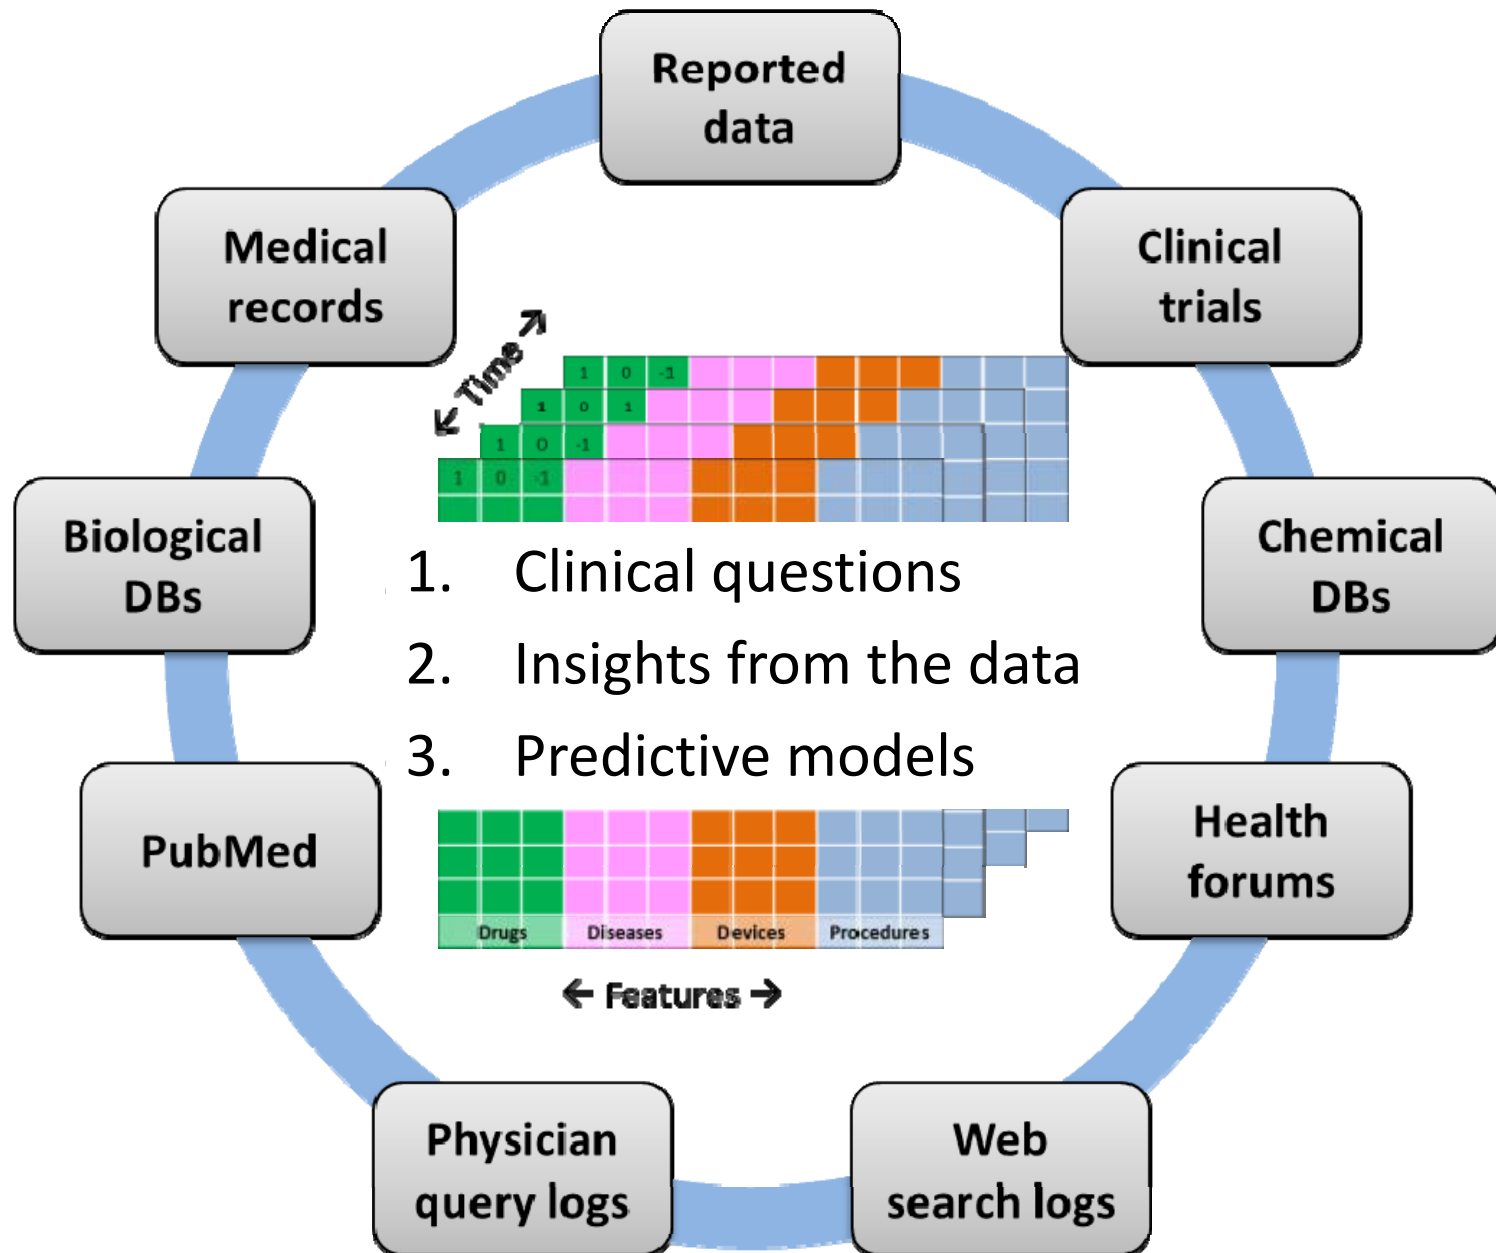 Reported
data
Medical
records
Clinical
trials
← Time →
1 0 -1
1 0 1
1 0 -1
1 0 -1
Biological
DBs
Chemical
DBs
1. Clinical questions
2. Insights from the data
3. Predictive models
PubMed
Health
forums
Drugs Diseases Devices Procedures
← Features →
Physician
query logs
Web
search logs